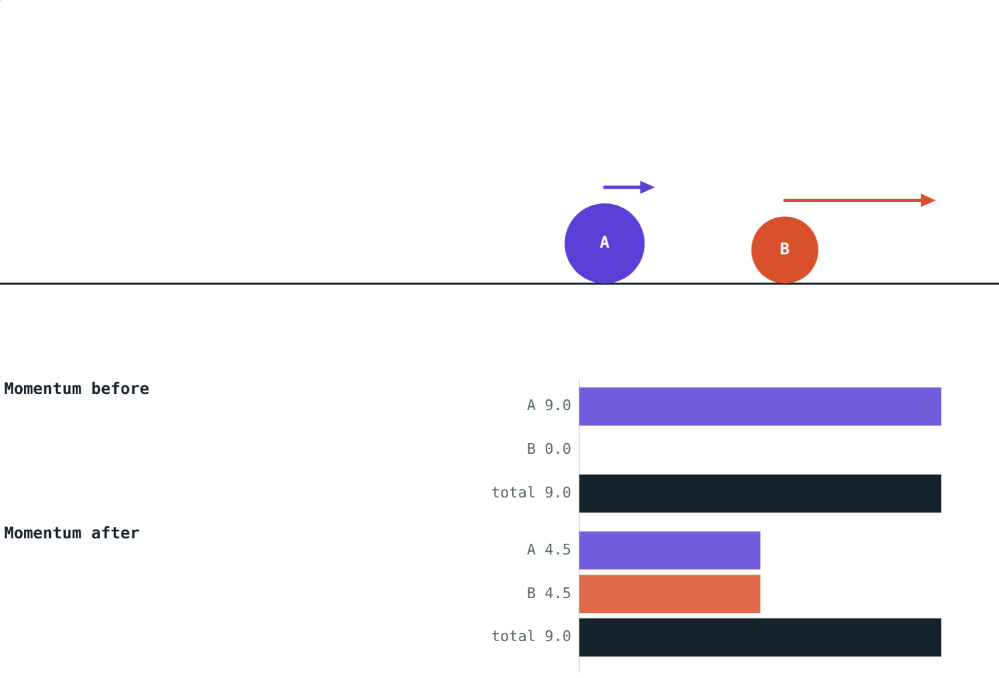 A
B
Momentum before
A 9.0
B 0.0
total 9.0
Momentum after
A 4.5
B 4.5
total 9.0